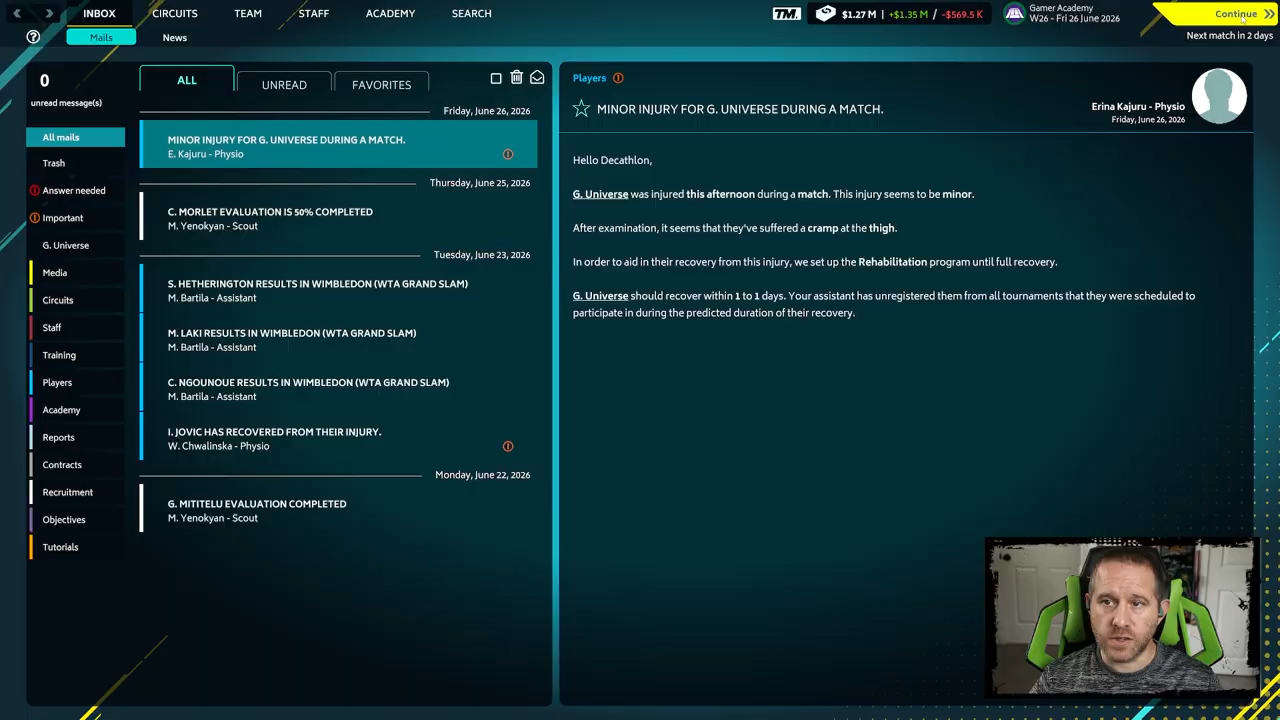 INBOX
CIRCUITS
TEAM
STAFF
ACADEMY
SEARCH
TM
$1.27 M | +$1.35 M / -$569.5 K
Gamer Academy
W26 - Fri 26 June 2026
Continue
Next match in 2 days
Mails
News
0
unread message(s)
All mails
Trash
Answer needed
Important
G. Universe
Media
Circuits
Staff
Training
Players
Academy
Reports
Contracts
Recruitment
Objectives
Tutorials
ALL
UNREAD
FAVORITES
Friday, June 26, 2026
MINOR INJURY FOR G. UNIVERSE DURING A MATCH.
E. Kajuru - Physio
Thursday, June 25, 2026
C. MORLET EVALUATION IS 50% COMPLETED
M. Yenokyan - Scout
Tuesday, June 23, 2026
S. HETHERINGTON RESULTS IN WIMBLEDON (WTA GRAND SLAM)
M. Bartila - Assistant
M. LAKI RESULTS IN WIMBLEDON (WTA GRAND SLAM)
M. Bartila - Assistant
C. NGOUNOUE RESULTS IN WIMBLEDON (WTA GRAND SLAM)
M. Bartila - Assistant
I. JOVIC HAS RECOVERED FROM THEIR INJURY.
W. Chwalinska - Physio
Monday, June 22, 2026
G. MITITELU EVALUATION COMPLETED
M. Yenokyan - Scout
Players
MINOR INJURY FOR G. UNIVERSE DURING A MATCH.
Erina Kajuru - Physio
Friday, June 26, 2026
Hello Decathlon,
G. Universe was injured this afternoon during a match. This injury seems to be minor.
After examination, it seems that they've suffered a cramp at the thigh.
In order to aid in their recovery from this injury, we set up the Rehabilitation program until full recovery.
G. Universe should recover within 1 to 1 days. Your assistant has unregistered them from all tournaments that they were scheduled to
participate in during the predicted duration of their recovery.